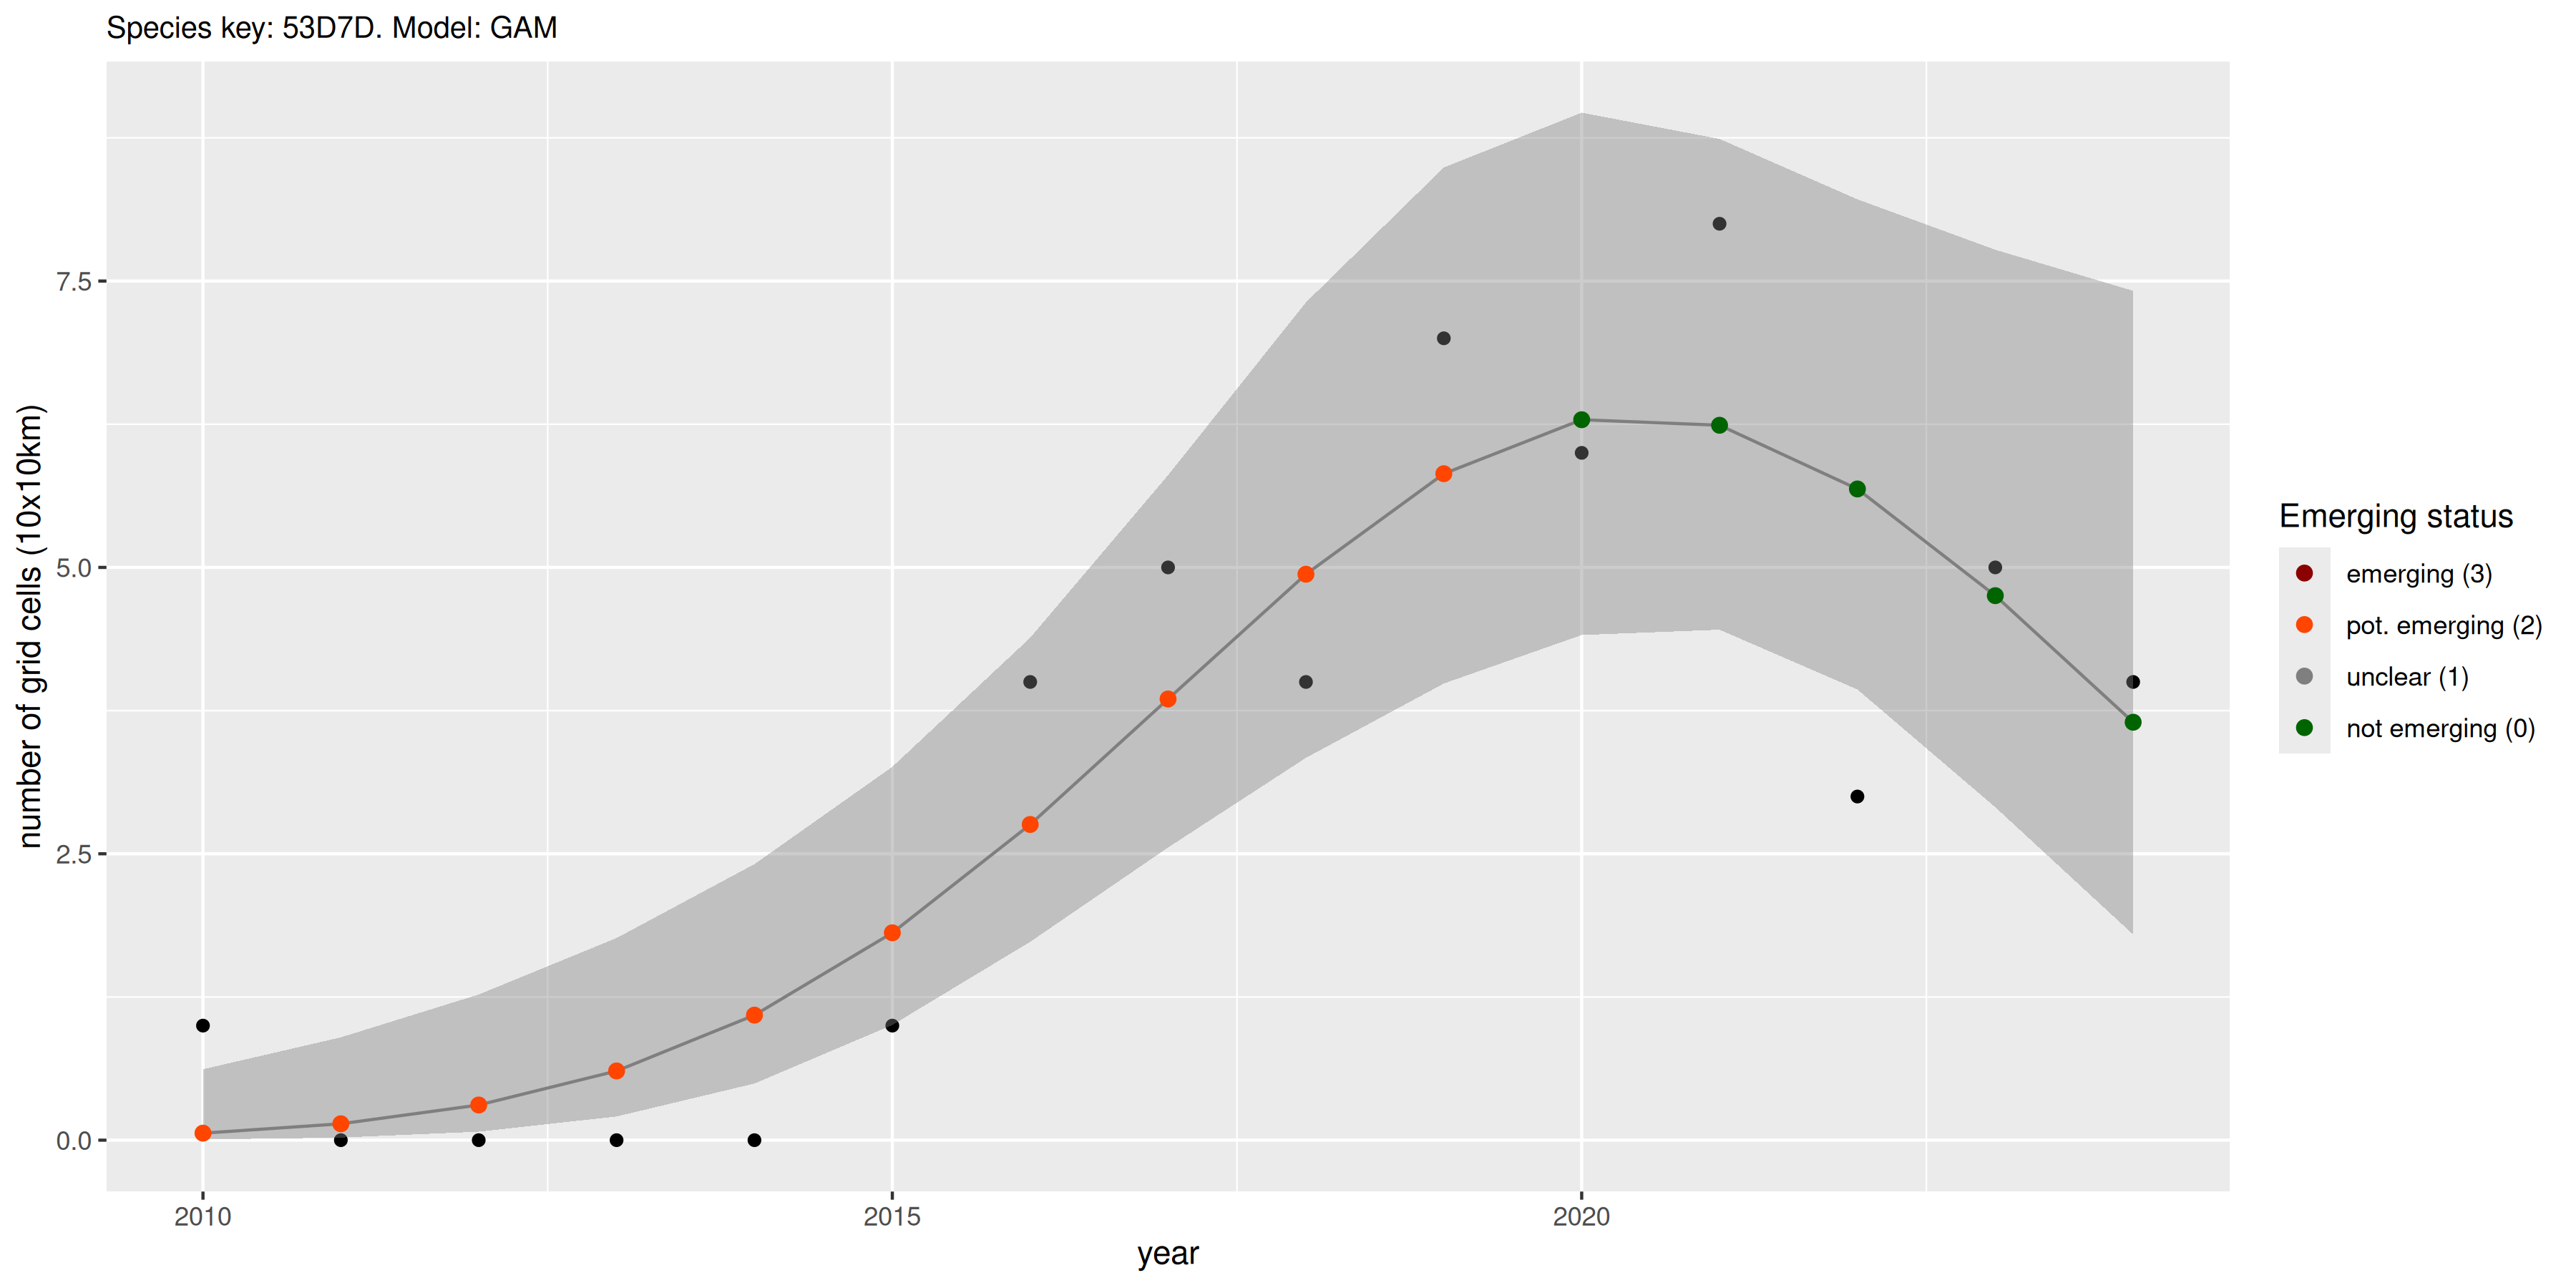 Species key: 53D7D. Model: GAM
number of grid cells (10x10km)
7.5
5.0
2.5
0.0
2010
2015
2020
year
Emerging status
emerging (3)
pot. emerging (2)
unclear (1)
not emerging (0)